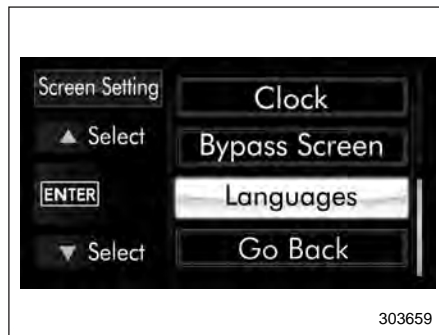 Screen Setting
▲ Select
ENTER
▼ Select
Clock
Bypass Screen
Languages
Go Back
303659